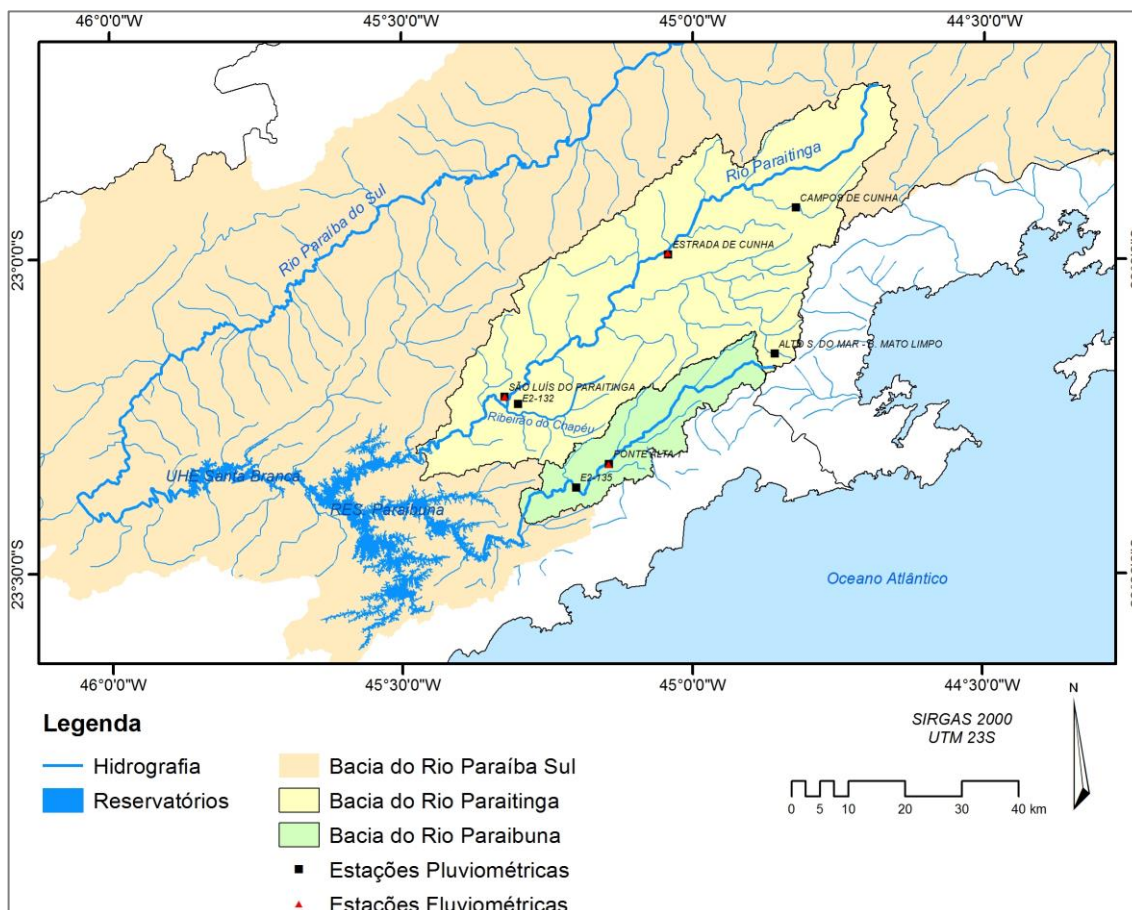 46°0'0"W
45°30'0"W
45°0'0"W
44°30'0"W
Rio Paraitinga
CAMPOS DE CUNHA
Rio Paraíba do Sul
ESTRADA DE CUNHA
23°0'0"S
ALTO S. DO MAR - B. MATO LIMPO
SÃO LUÍS DO PARAITINGA
E2-132
Ribeirão do Chapéu
PONTE ALTA 1
UHE Santa Branca
E2-135
RES. Paraibuna
23°30'0"S
Oceano Atlântico
46°0'0"W
45°30'0"W
45°0'0"W
44°30'0"W
Legenda
Hidrografia
Reservatórios
Bacia do Rio Paraíba Sul
Bacia do Rio Paraitinga
Bacia do Rio Paraibuna
Estações Pluviométricas
Estações Fluviométricas
SIRGAS 2000
UTM 23S
N
0 5 10 20 30 40 km